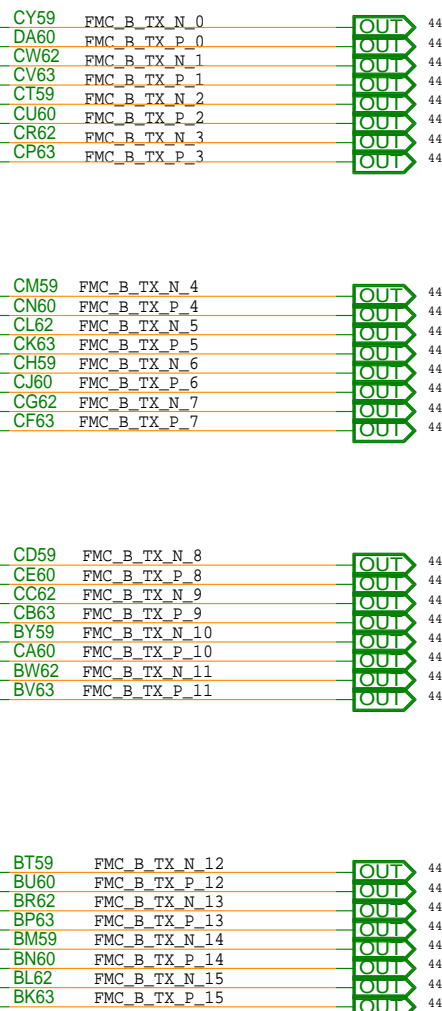 CY59 FMC_B_TX_N_0 OUT 44
DA60 FMC_B_TX_P_0 OUT 44
CW62 FMC_B_TX_N_1 OUT 44
CV63 FMC_B_TX_P_1 OUT 44
CT59 FMC_B_TX_N_2 OUT 44
CU60 FMC_B_TX_P_2 OUT 44
CR62 FMC_B_TX_N_3 OUT 44
CP63 FMC_B_TX_P_3 OUT 44
CM59 FMC_B_TX_N_4 OUT 44
CN60 FMC_B_TX_P_4 OUT 44
CL62 FMC_B_TX_N_5 OUT 44
CK63 FMC_B_TX_P_5 OUT 44
CH59 FMC_B_TX_N_6 OUT 44
CJ60 FMC_B_TX_P_6 OUT 44
CG62 FMC_B_TX_N_7 OUT 44
CF63 FMC_B_TX_P_7 OUT 44
CD59 FMC_B_TX_N_8 OUT 44
CE60 FMC_B_TX_P_8 OUT 44
CC62 FMC_B_TX_N_9 OUT 44
CB63 FMC_B_TX_P_9 OUT 44
BY59 FMC_B_TX_N_10 OUT 44
CA60 FMC_B_TX_P_10 OUT 44
BW62 FMC_B_TX_N_11 OUT 44
BV63 FMC_B_TX_P_11 OUT 44
BT59 FMC_B_TX_N_12 OUT 44
BU60 FMC_B_TX_P_12 OUT 44
BR62 FMC_B_TX_N_13 OUT 44
BP63 FMC_B_TX_P_13 OUT 44
BM59 FMC_B_TX_N_14 OUT 44
BN60 FMC_B_TX_P_14 OUT 44
BL62 FMC_B_TX_N_15 OUT 44
BK63 FMC_B_TX_P_15 OUT 44